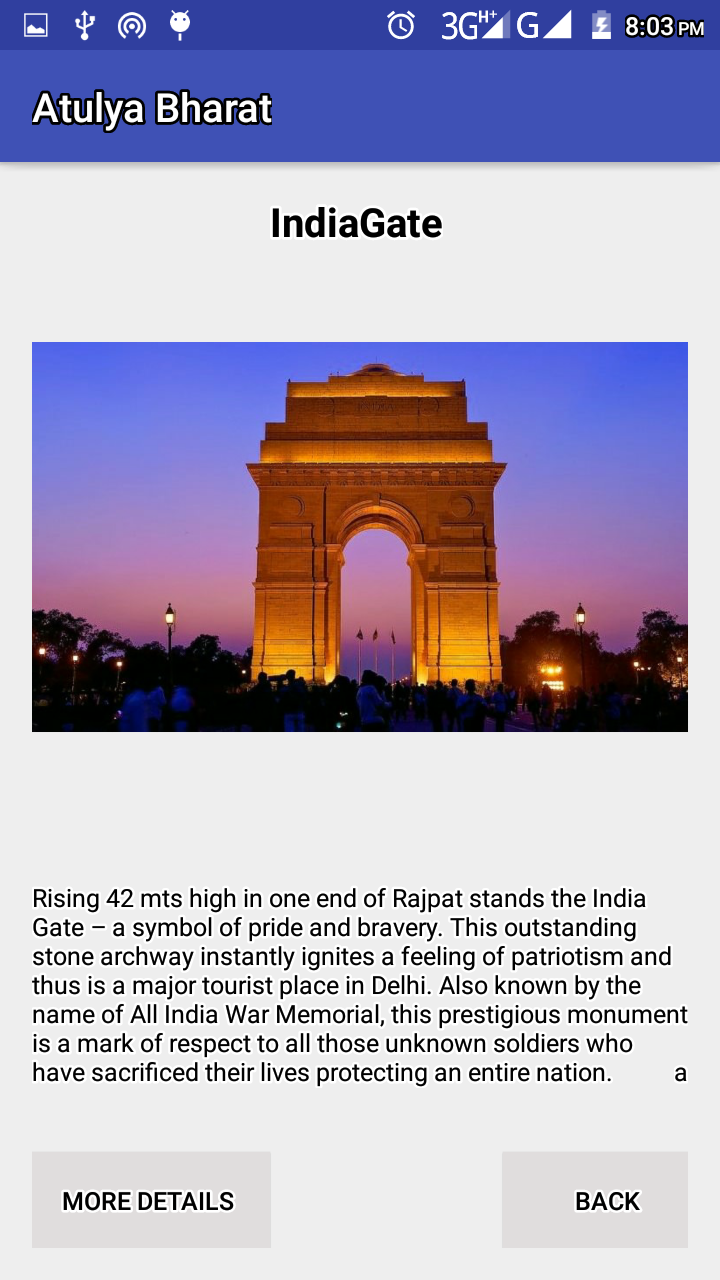 3G H+ G 8:03 PM
Atulya Bharat
IndiaGate
Rising 42 mts high in one end of Rajpat stands the India
Gate – a symbol of pride and bravery. This outstanding
stone archway instantly ignites a feeling of patriotism and
thus is a major tourist place in Delhi. Also known by the
name of All India War Memorial, this prestigious monument
is a mark of respect to all those unknown soldiers who
have sacrificed their lives protecting an entire nation. a
MORE DETAILS
BACK